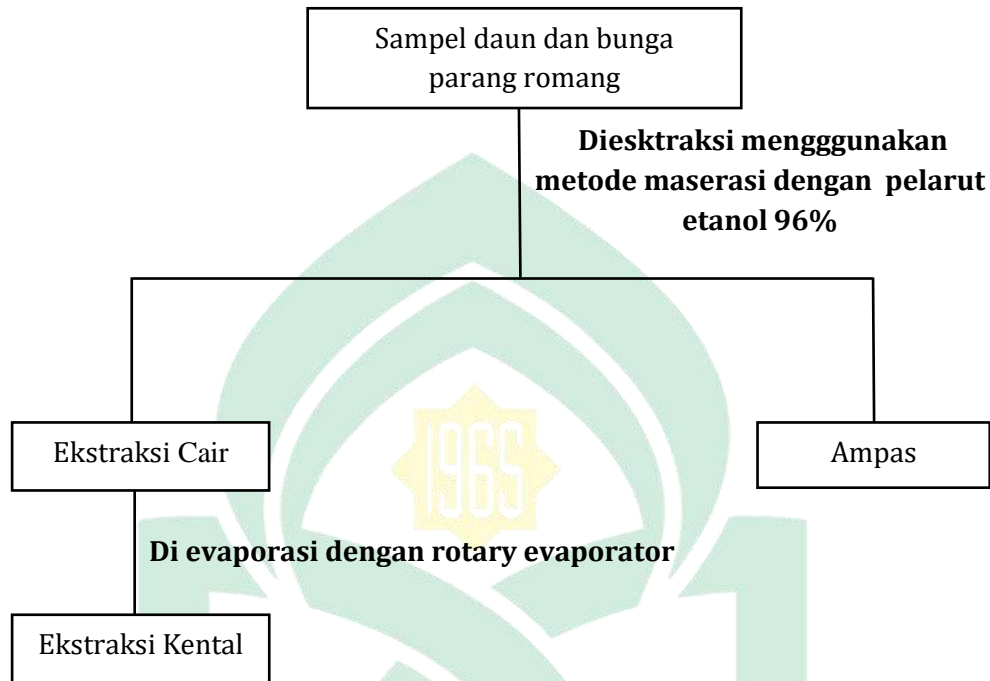 Sampel daun dan bunga
parang romang
Diesktraksi mengggunakan
metode maserasi dengan pelarut
etanol 96%
Ekstraksi Cair
Ampas
1965
Di evaporasi dengan rotary evaporator
Ekstraksi Kental